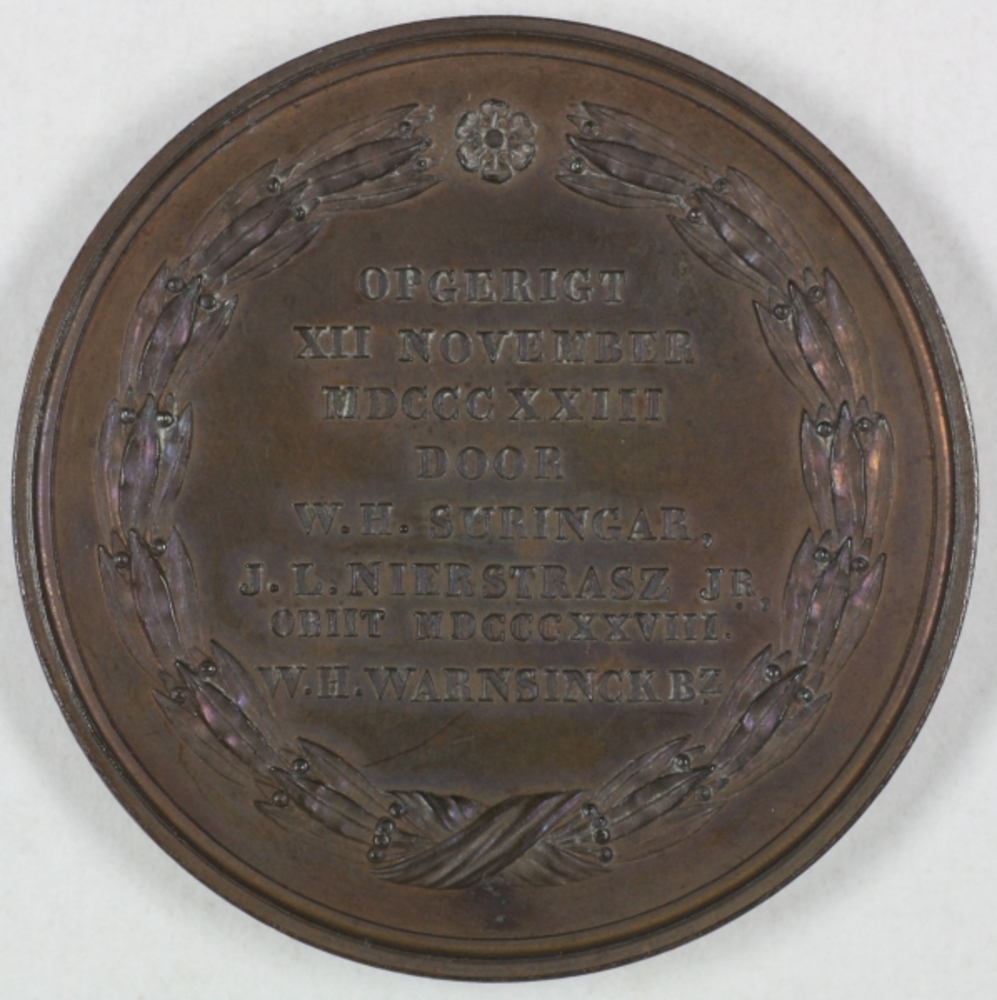 OPGERIGT
XII NOVEMBER
MDCCCXXIII
DOOR
W.H. SURINGAR,
J.L. NIERSTRASZ JR,
OBIIT MDCCCXXVIII.
W.H. WARNSINCK BZ